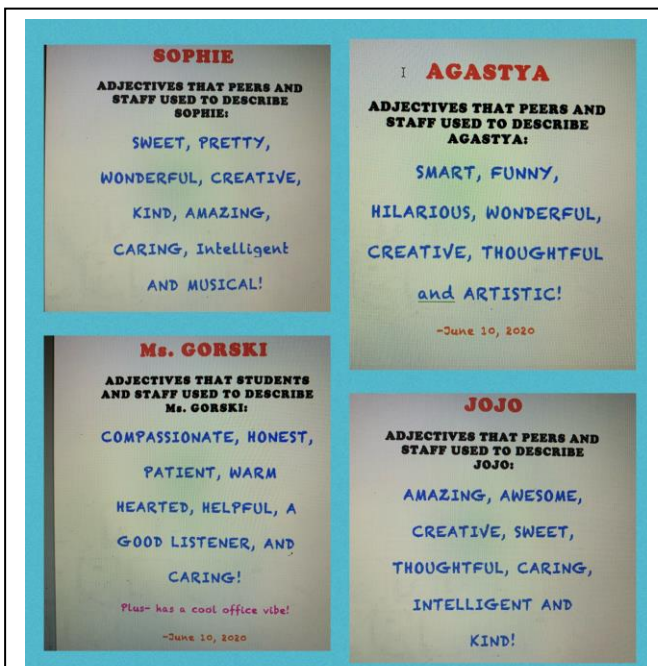 SOPHIE
ADJECTIVES THAT PEERS AND
STAFF USED TO DESCRIBE
SOPHIE:
SWEET, PRETTY,
WONDERFUL, CREATIVE,
KIND, AMAZING,
CARING, Intelligent
AND MUSICAL!
AGASTYA
ADJECTIVES THAT PEERS AND
STAFF USED TO DESCRIBE
AGASTYA:
SMART, FUNNY,
HILARIOUS, WONDERFUL,
CREATIVE, THOUGHTFUL
and ARTISTIC!
-June 10, 2020
Ms. GORSKI
ADJECTIVES THAT STUDENTS
AND STAFF USED TO DESCRIBE
Ms. GORSKI:
COMPASSIONATE, HONEST,
PATIENT, WARM
HEARTED, HELPFUL, A
GOOD LISTENER, AND
CARING!
Plus- has a cool office vibe!
-June 10, 2020
JOJO
ADJECTIVES THAT PEERS AND
STAFF USED TO DESCRIBE
JOJO:
AMAZING, AWESOME,
CREATIVE, SWEET,
THOUGHTFUL, CARING,
INTELLIGENT AND
KIND!